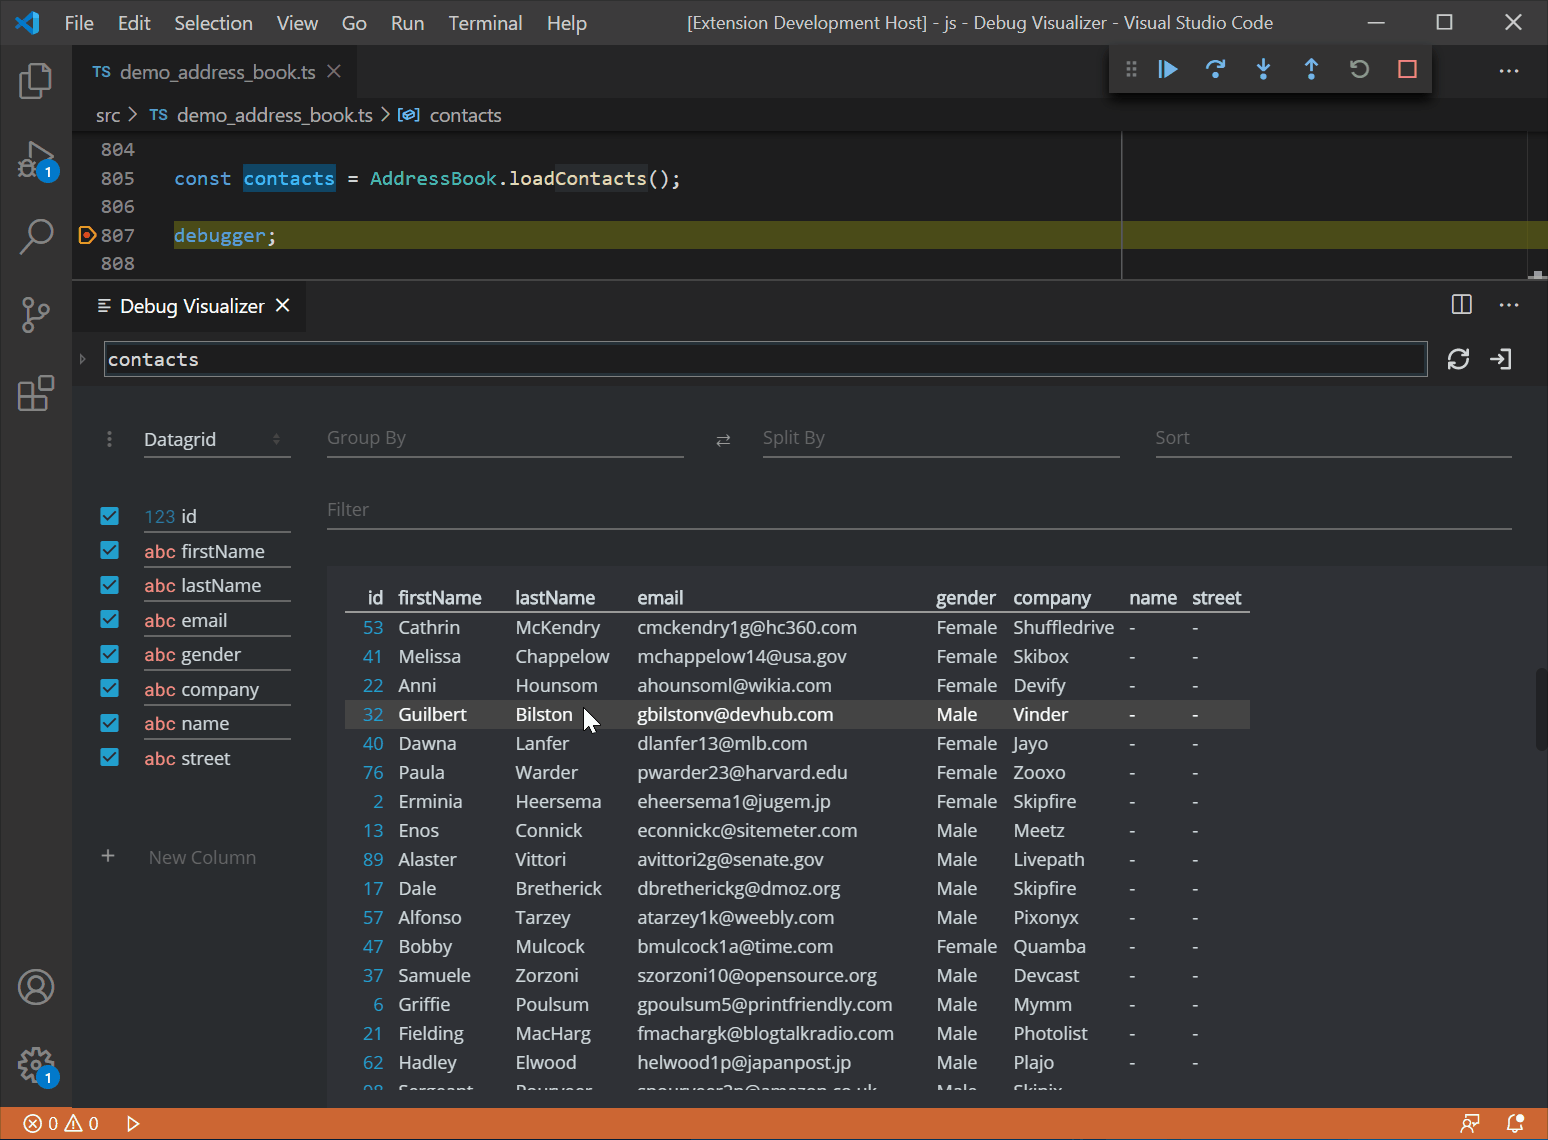 File Edit Selection View Go Run Terminal Help [Extension Development Host] - js - Debug Visualizer - Visual Studio Code
TS demo_address_book.ts
src > TS demo_address_book.ts > contacts
804
805 const contacts = AddressBook.loadContacts();
806
807 debugger;
808
1
Debug Visualizer
contacts
Datagrid Group By Split By Sort
Filter
123 id
abc firstName
abc lastName
abc email
abc gender
abc company
abc name
abc street
+ New Column
id firstName lastName email gender company name street
53 Cathrin McKendry cmckendry1g@hc360.com Female Shuffledrive - -
41 Melissa Chappelow mchappelow14@usa.gov Female Skibox - -
22 Anni Hounsom ahounsoml@wikia.com Female Devify - -
32 Guilbert Bilston gbilstonv@devhub.com Male Vinder - -
40 Dawna Lanfer dlanfer13@mlb.com Female Jayo - -
76 Paula Warder pwarder23@harvard.edu Female Zooxo - -
2 Erminia Heersema eheersema1@jugem.jp Female Skipfire - -
13 Enos Connick econnickc@sitemeter.com Male Meetz - -
89 Alaster Vittori avittori2g@senate.gov Male Livepath - -
17 Dale Bretherick dbretherickg@dmoz.org Male Skipfire - -
57 Alfonso Tarzey atarzey1k@weebly.com Male Pixonyx - -
47 Bobby Mulcock bmulcock1a@time.com Female Quamba - -
37 Samuele Zorzoni szorzoni10@opensource.org Male Devcast - -
6 Griffie Poulsum gpoulsum5@printfriendly.com Male Mymm - -
21 Fielding MacHarg fmachargk@blogtalkradio.com Male Photolist - -
62 Hadley Elwood helwood1p@japanpost.jp Male Plajo - -
1
0 0